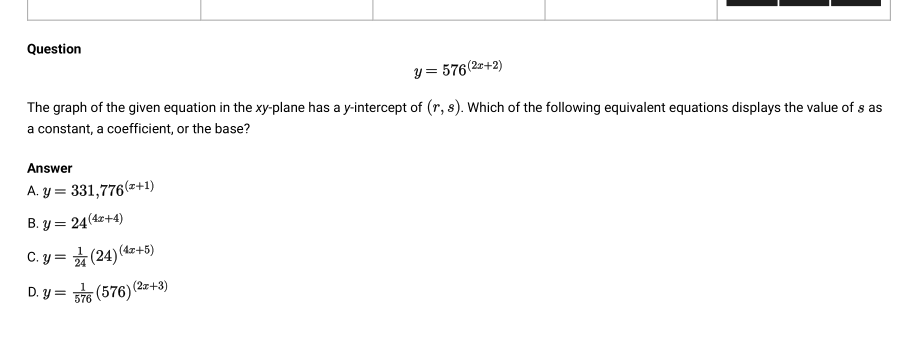 Question
y = 576^(2x+2)
The graph of the given equation in the xy-plane has a y-intercept of (r, s). Which of the following equivalent equations displays the value of s as
a constant, a coefficient, or the base?
Answer
A. y = 331,776^(x+1)
B. y = 24^(4x+4)
C. y = 1/24 (24)^(4x+5)
D. y = 1/576 (576)^(2x+3)